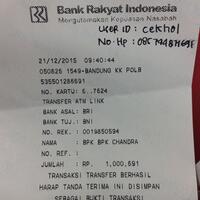 Bank Rakyat Indonesia
Mengutamakan Kepuasan Nasabah
USER ID : cekhol
No. Hp :
21/12/2015 09:40:44
050825 1549-BANDUNG KK POLB
535501286691
NO. KARTU : 6..7624
TRANSFER ATM LINK
BANK ASAL: BRI
BANK TUJ : BNI
NO. REK. : 0019850594
NAMA : BPK BPK CHANDRA
NO. REF. :
JUMLAH : RP. 1,000,691
TRANSAKSI TRANSFER BERHASIL
HARAP TANDA TERIMA INI DISIMPAN
SEBAGAI BUKTI TRANSAKSI